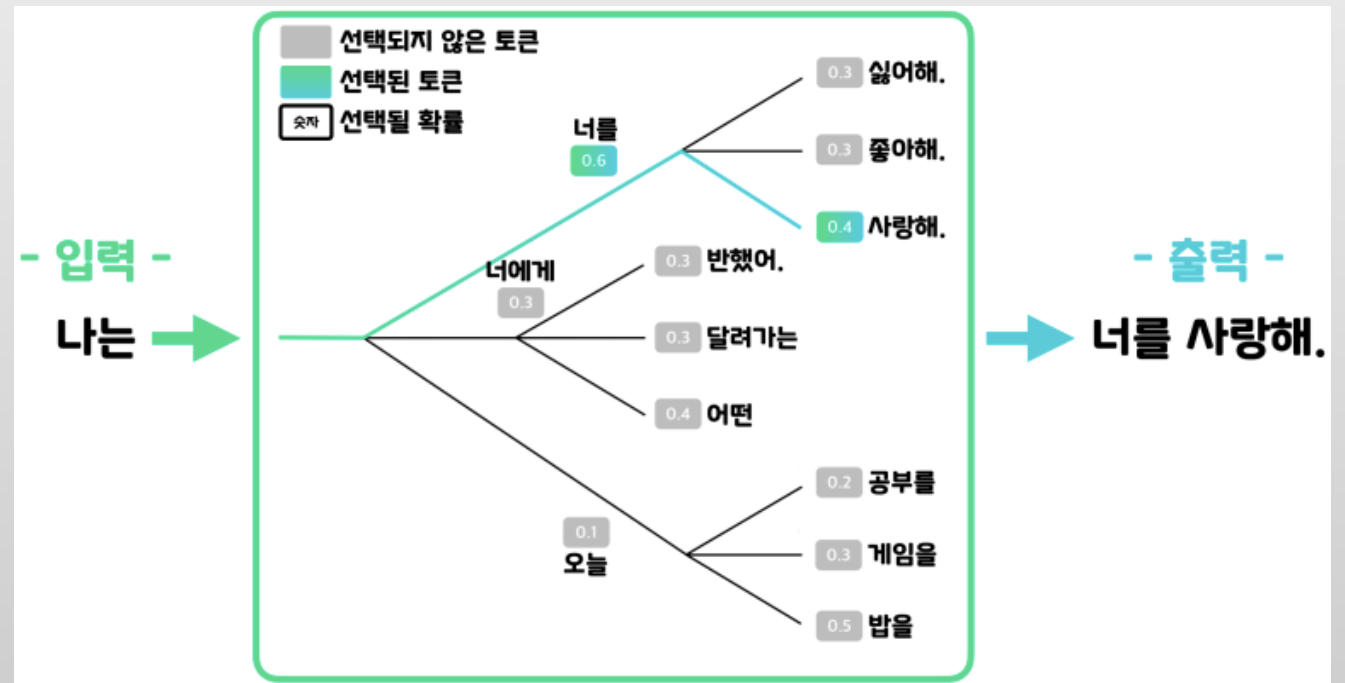 선택되지 않은 토큰
선택된 토큰
숫자 선택될 확률
- 입력 -
나는
너를
0.6
0.3 싫어해.
0.3 좋아해.
0.4 사랑해.
너에게
0.3
0.3 반했어.
0.3 달려가는
0.4 어떤
0.1
오늘
0.2 공부를
0.3 게임을
0.5 밥을
- 출력 -
너를 사랑해.